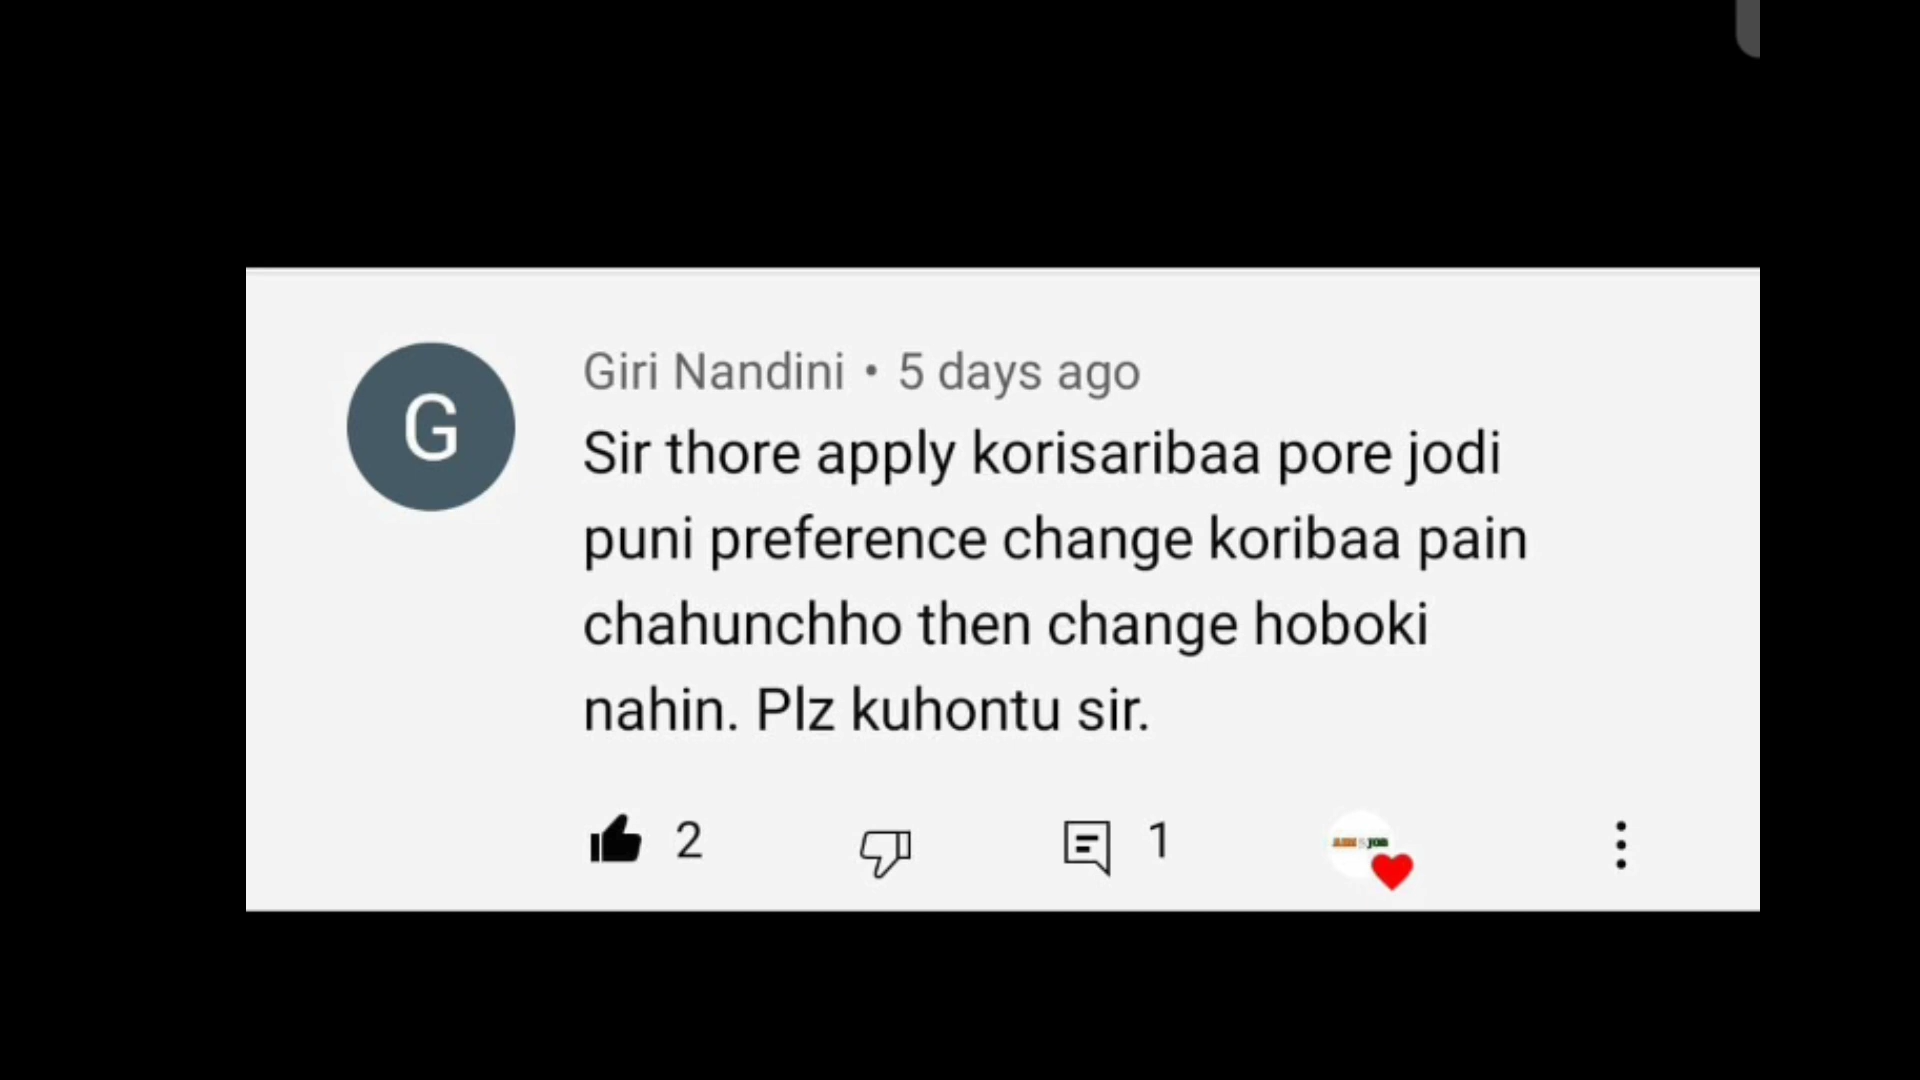 G
Giri Nandini • 5 days ago
Sir thore apply korisaribaa pore jodi
puni preference change koribaa pain
chahunchho then change hoboki
nahin. Plz kuhontu sir.
2 1